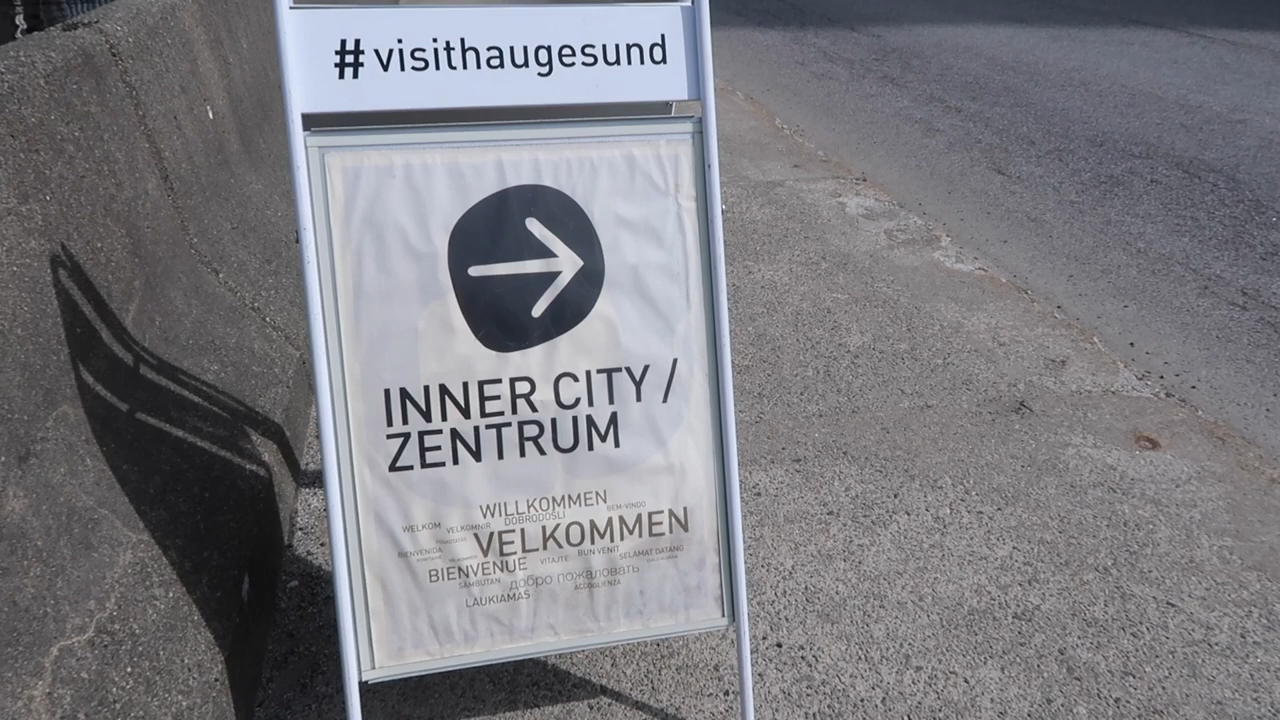 #visithaugesund
INNER CITY /
ZENTRUM
WILLKOMMEN
BEM-VINDO
WELKOM VELKOMNIR DOBRODOŠLI
VELKOMMEN
BIENVENIDA
BIENVENUE VITAJTE BUN VENIT SELAMAT DATANG
SAMBUTAN добро пожаловать ACCOGLIENZA
LAUKIAMAS